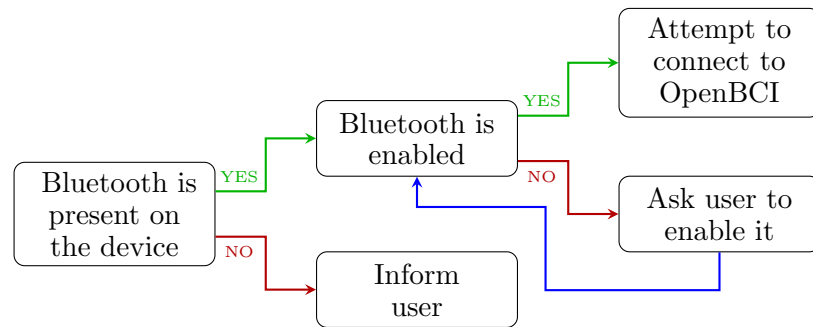 Bluetooth is
present on
the device
YES
NO
Bluetooth is
enabled
Inform
user
YES
NO
Attempt to
connect to
OpenBCI
Ask user to
enable it